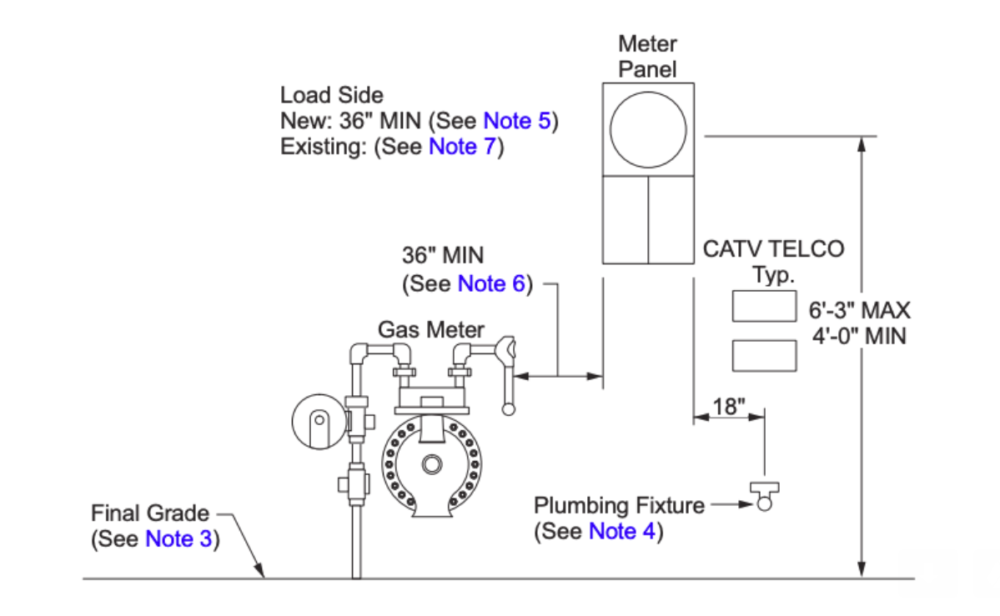 Meter
Panel
Load Side
New: 36" MIN (See Note 5)
Existing: (See Note 7)
36" MIN
(See Note 6)
CATV TELCO
Typ.
6'-3" MAX
4'-0" MIN
Gas Meter
18"
Plumbing Fixture
(See Note 4)
Final Grade
(See Note 3)